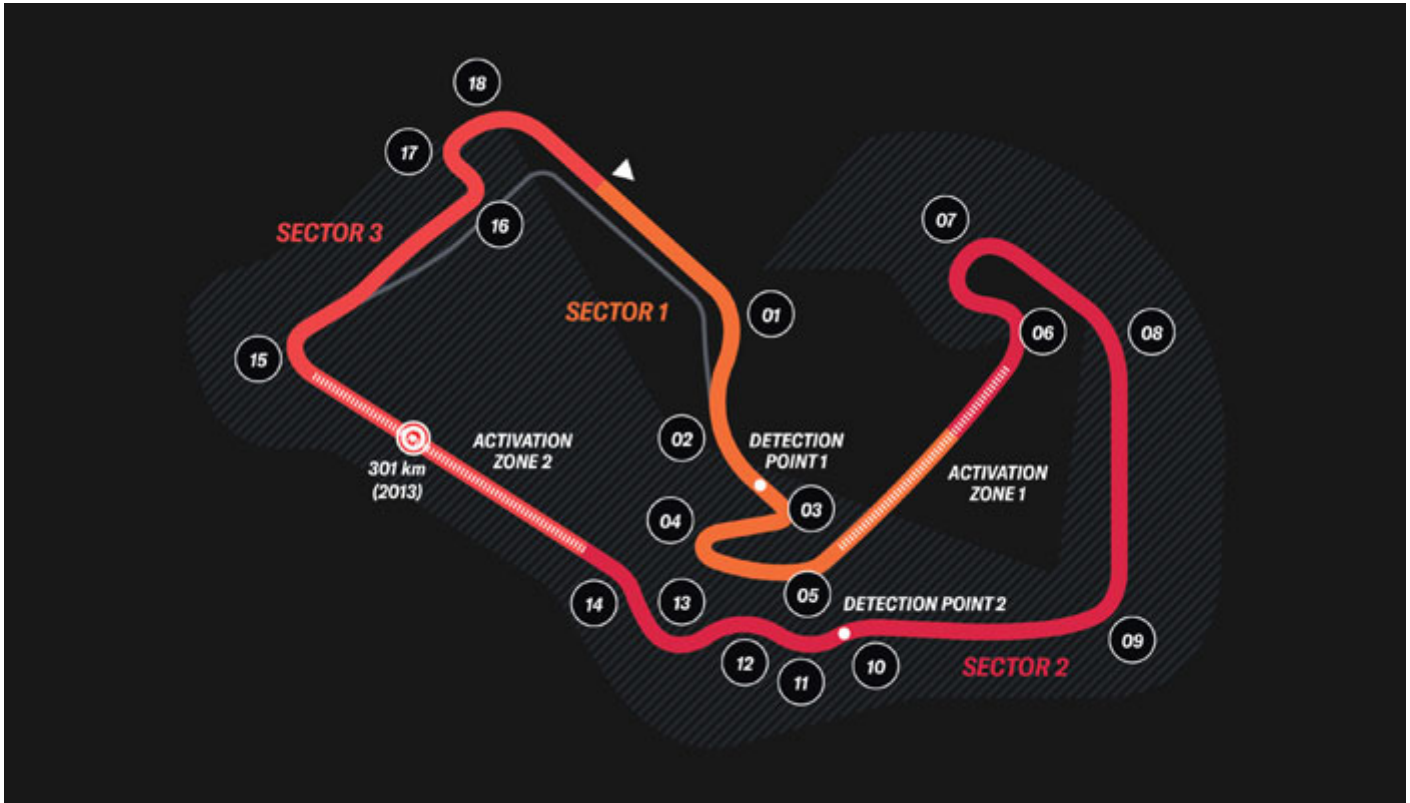 18
17
16
SECTOR 3
07
SECTOR 1
01
06
08
15
02
DETECTION
POINT 1
ACTIVATION
ZONE 2
301 km
(2013)
ACTIVATION
ZONE 1
03
04
05
14
13
DETECTION POINT 2
12
11
10
SECTOR 2
09